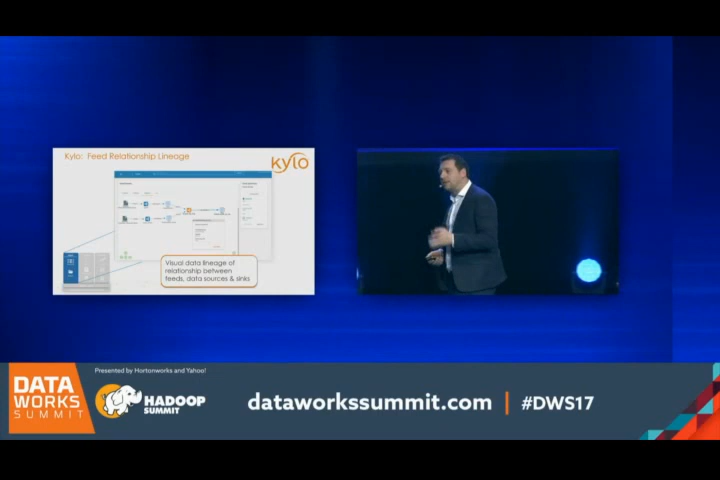 Kylo: Feed Relationship Lineage
kylo
Visual data lineage of
relationship between
feeds, data sources & sinks
Presented by Hortonworks and Yahoo!
DATA
WORKS
SUMMIT
HADOOP
SUMMIT
dataworkssummit.com
#DWS17